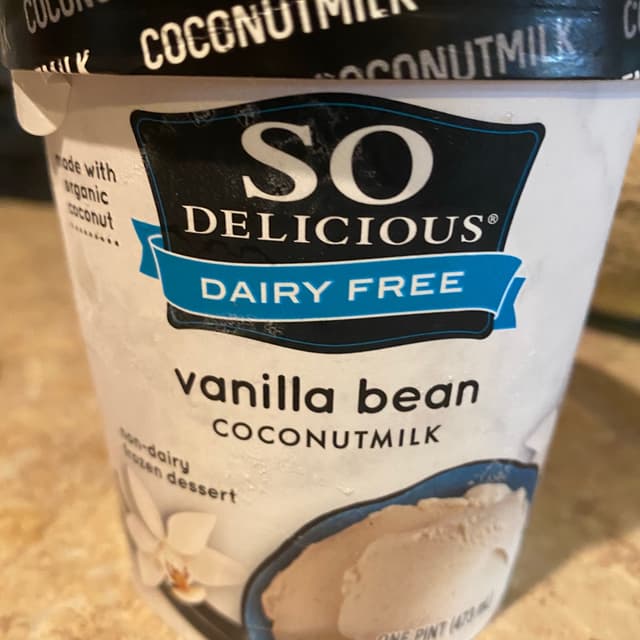 COCONUTMILK
COCONUTMILK
made with
organic
coconut
SO
DELICIOUS®
DAIRY FREE
vanilla bean
COCONUTMILK
non-dairy
frozen dessert
ONE PINT (473 mL)